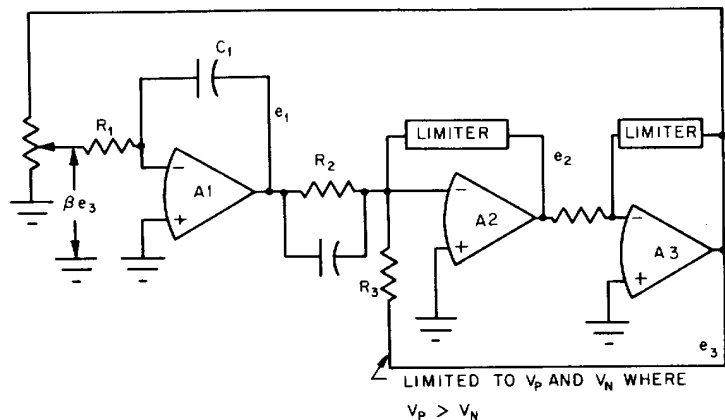 C1
R1
e1
LIMITER
LIMITER
R2
e2
βe3
A1
A2
A3
R3
e3
LIMITED TO VP AND VN WHERE
VP > VN